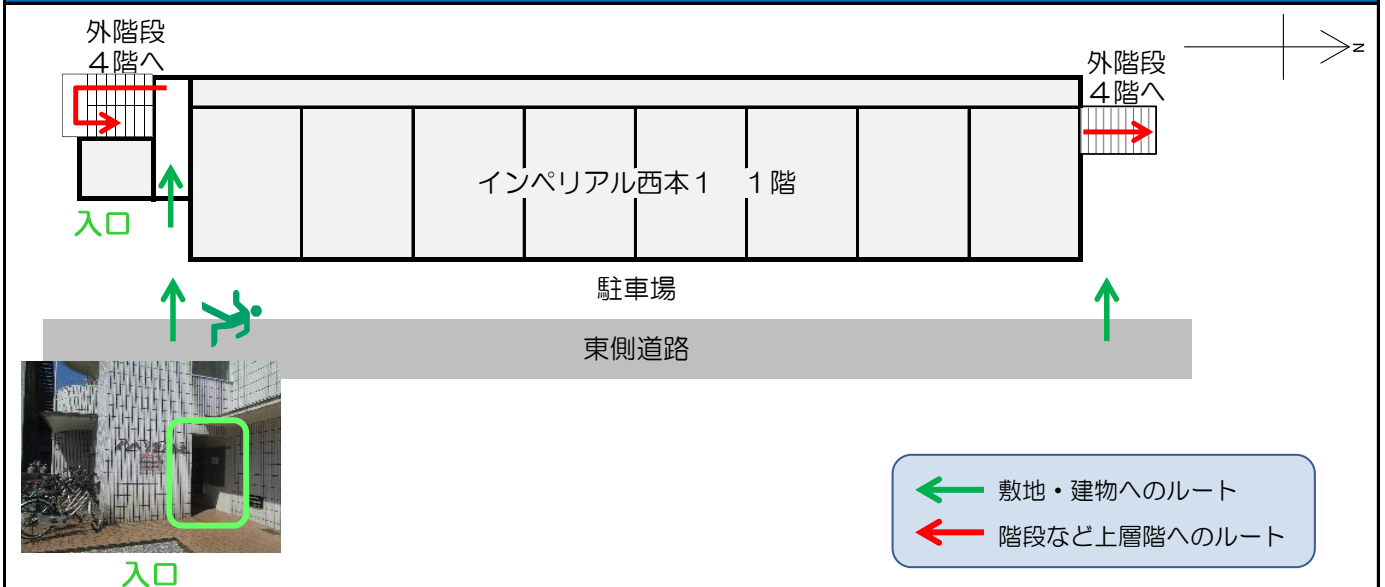 外階段
４階へ
外階段
４階へ
N
インペリアル西本１　１階
入口
駐車場
東側道路
入口
敷地・建物へのルート
階段など上層階へのルート